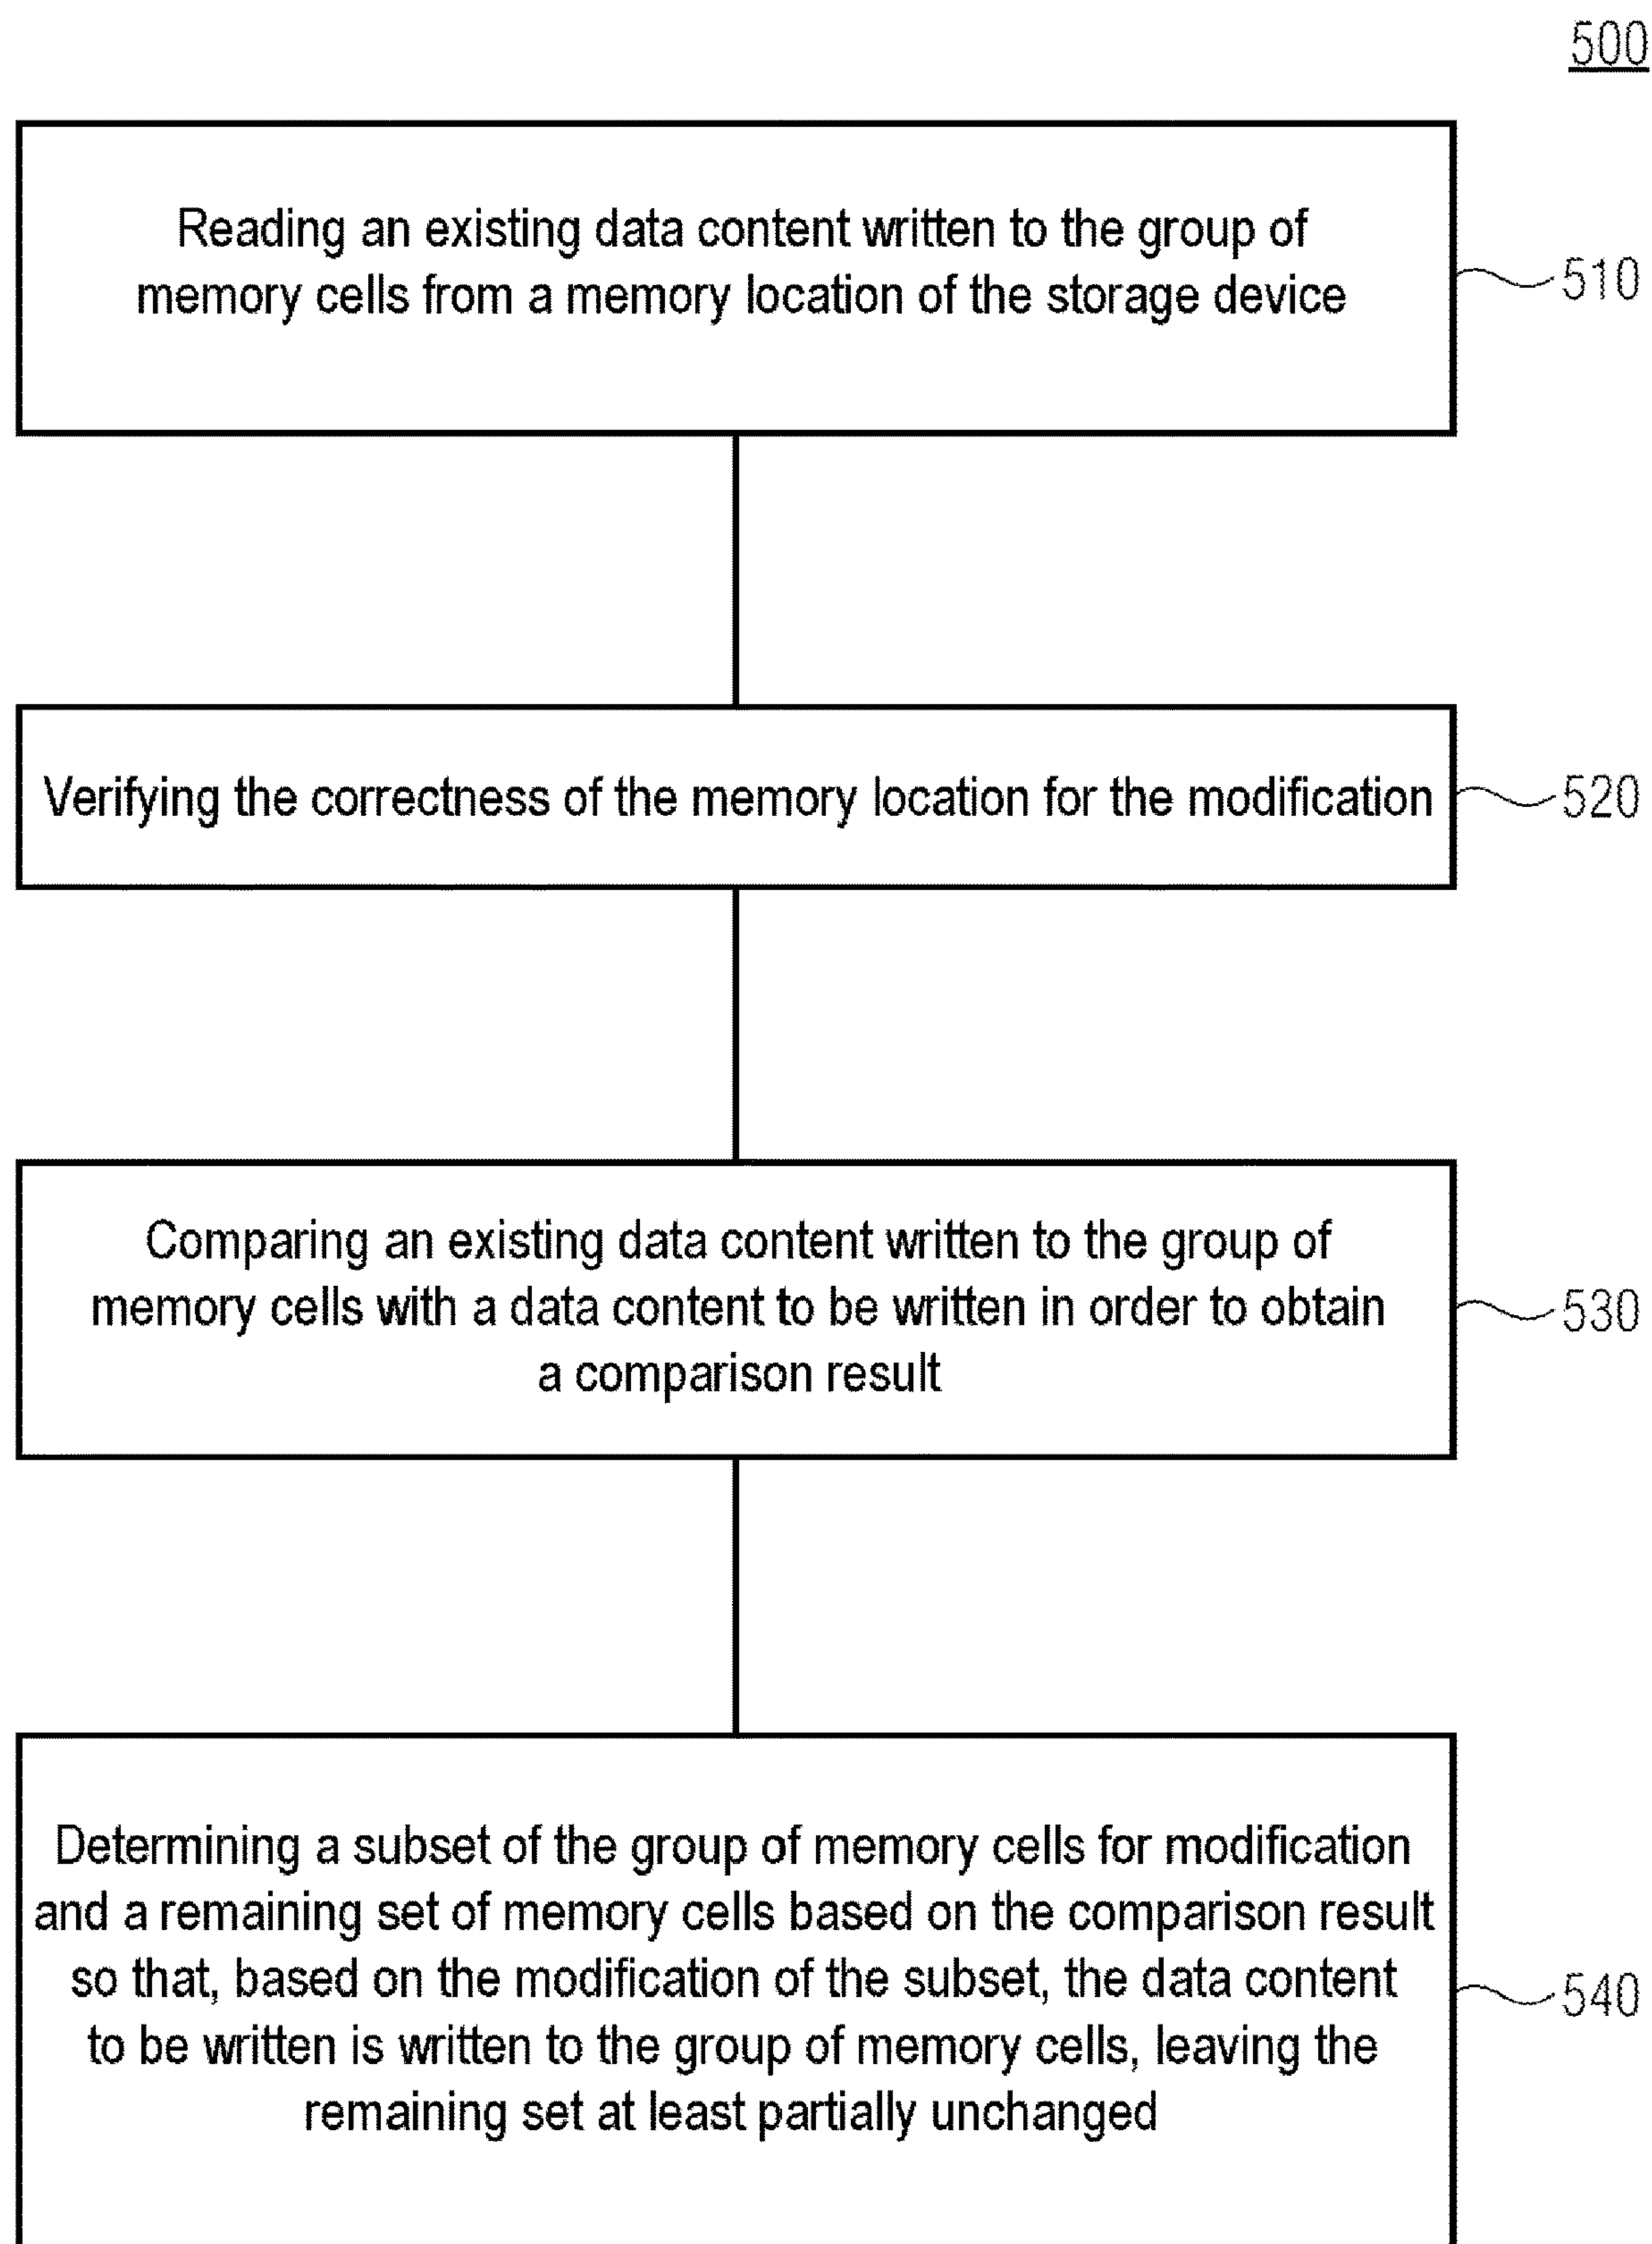 500
Reading an existing data content written to the group of
memory cells from a memory location of the storage device
510
Verifying the correctness of the memory location for the modification
520
Comparing an existing data content written to the group of
memory cells with a data content to be written in order to obtain
a comparison result
530
Determining a subset of the group of memory cells for modification
and a remaining set of memory cells based on the comparison result
so that, based on the modification of the subset, the data content
to be written is written to the group of memory cells, leaving the
remaining set at least partially unchanged
540